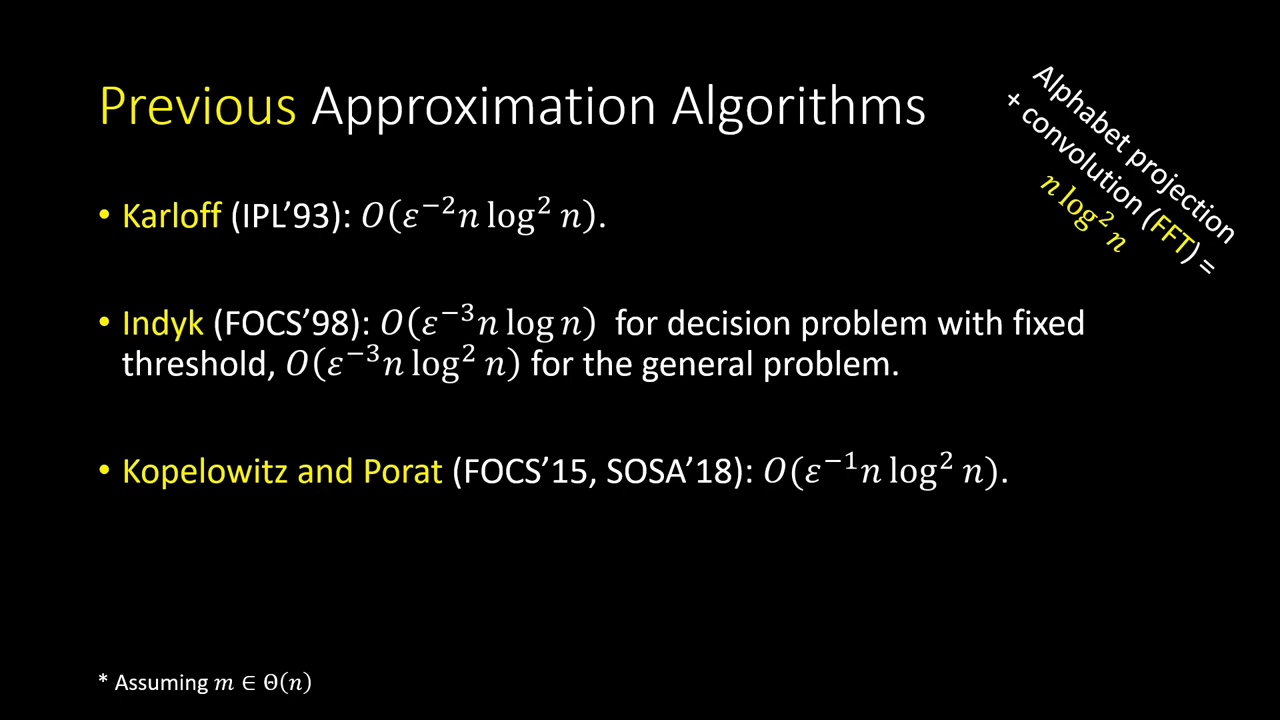 Previous Approximation Algorithms
Alphabet projection
+ convolution (FFT) =
n log² n
• Karloff (IPL’93): O(ε⁻²n log² n).
• Indyk (FOCS’98): O(ε⁻³n log n) for decision problem with fixed
threshold, O(ε⁻³n log² n) for the general problem.
• Kopelowitz and Porat (FOCS’15, SOSA’18): O(ε⁻¹n log² n).
* Assuming m ∈ Θ(n)